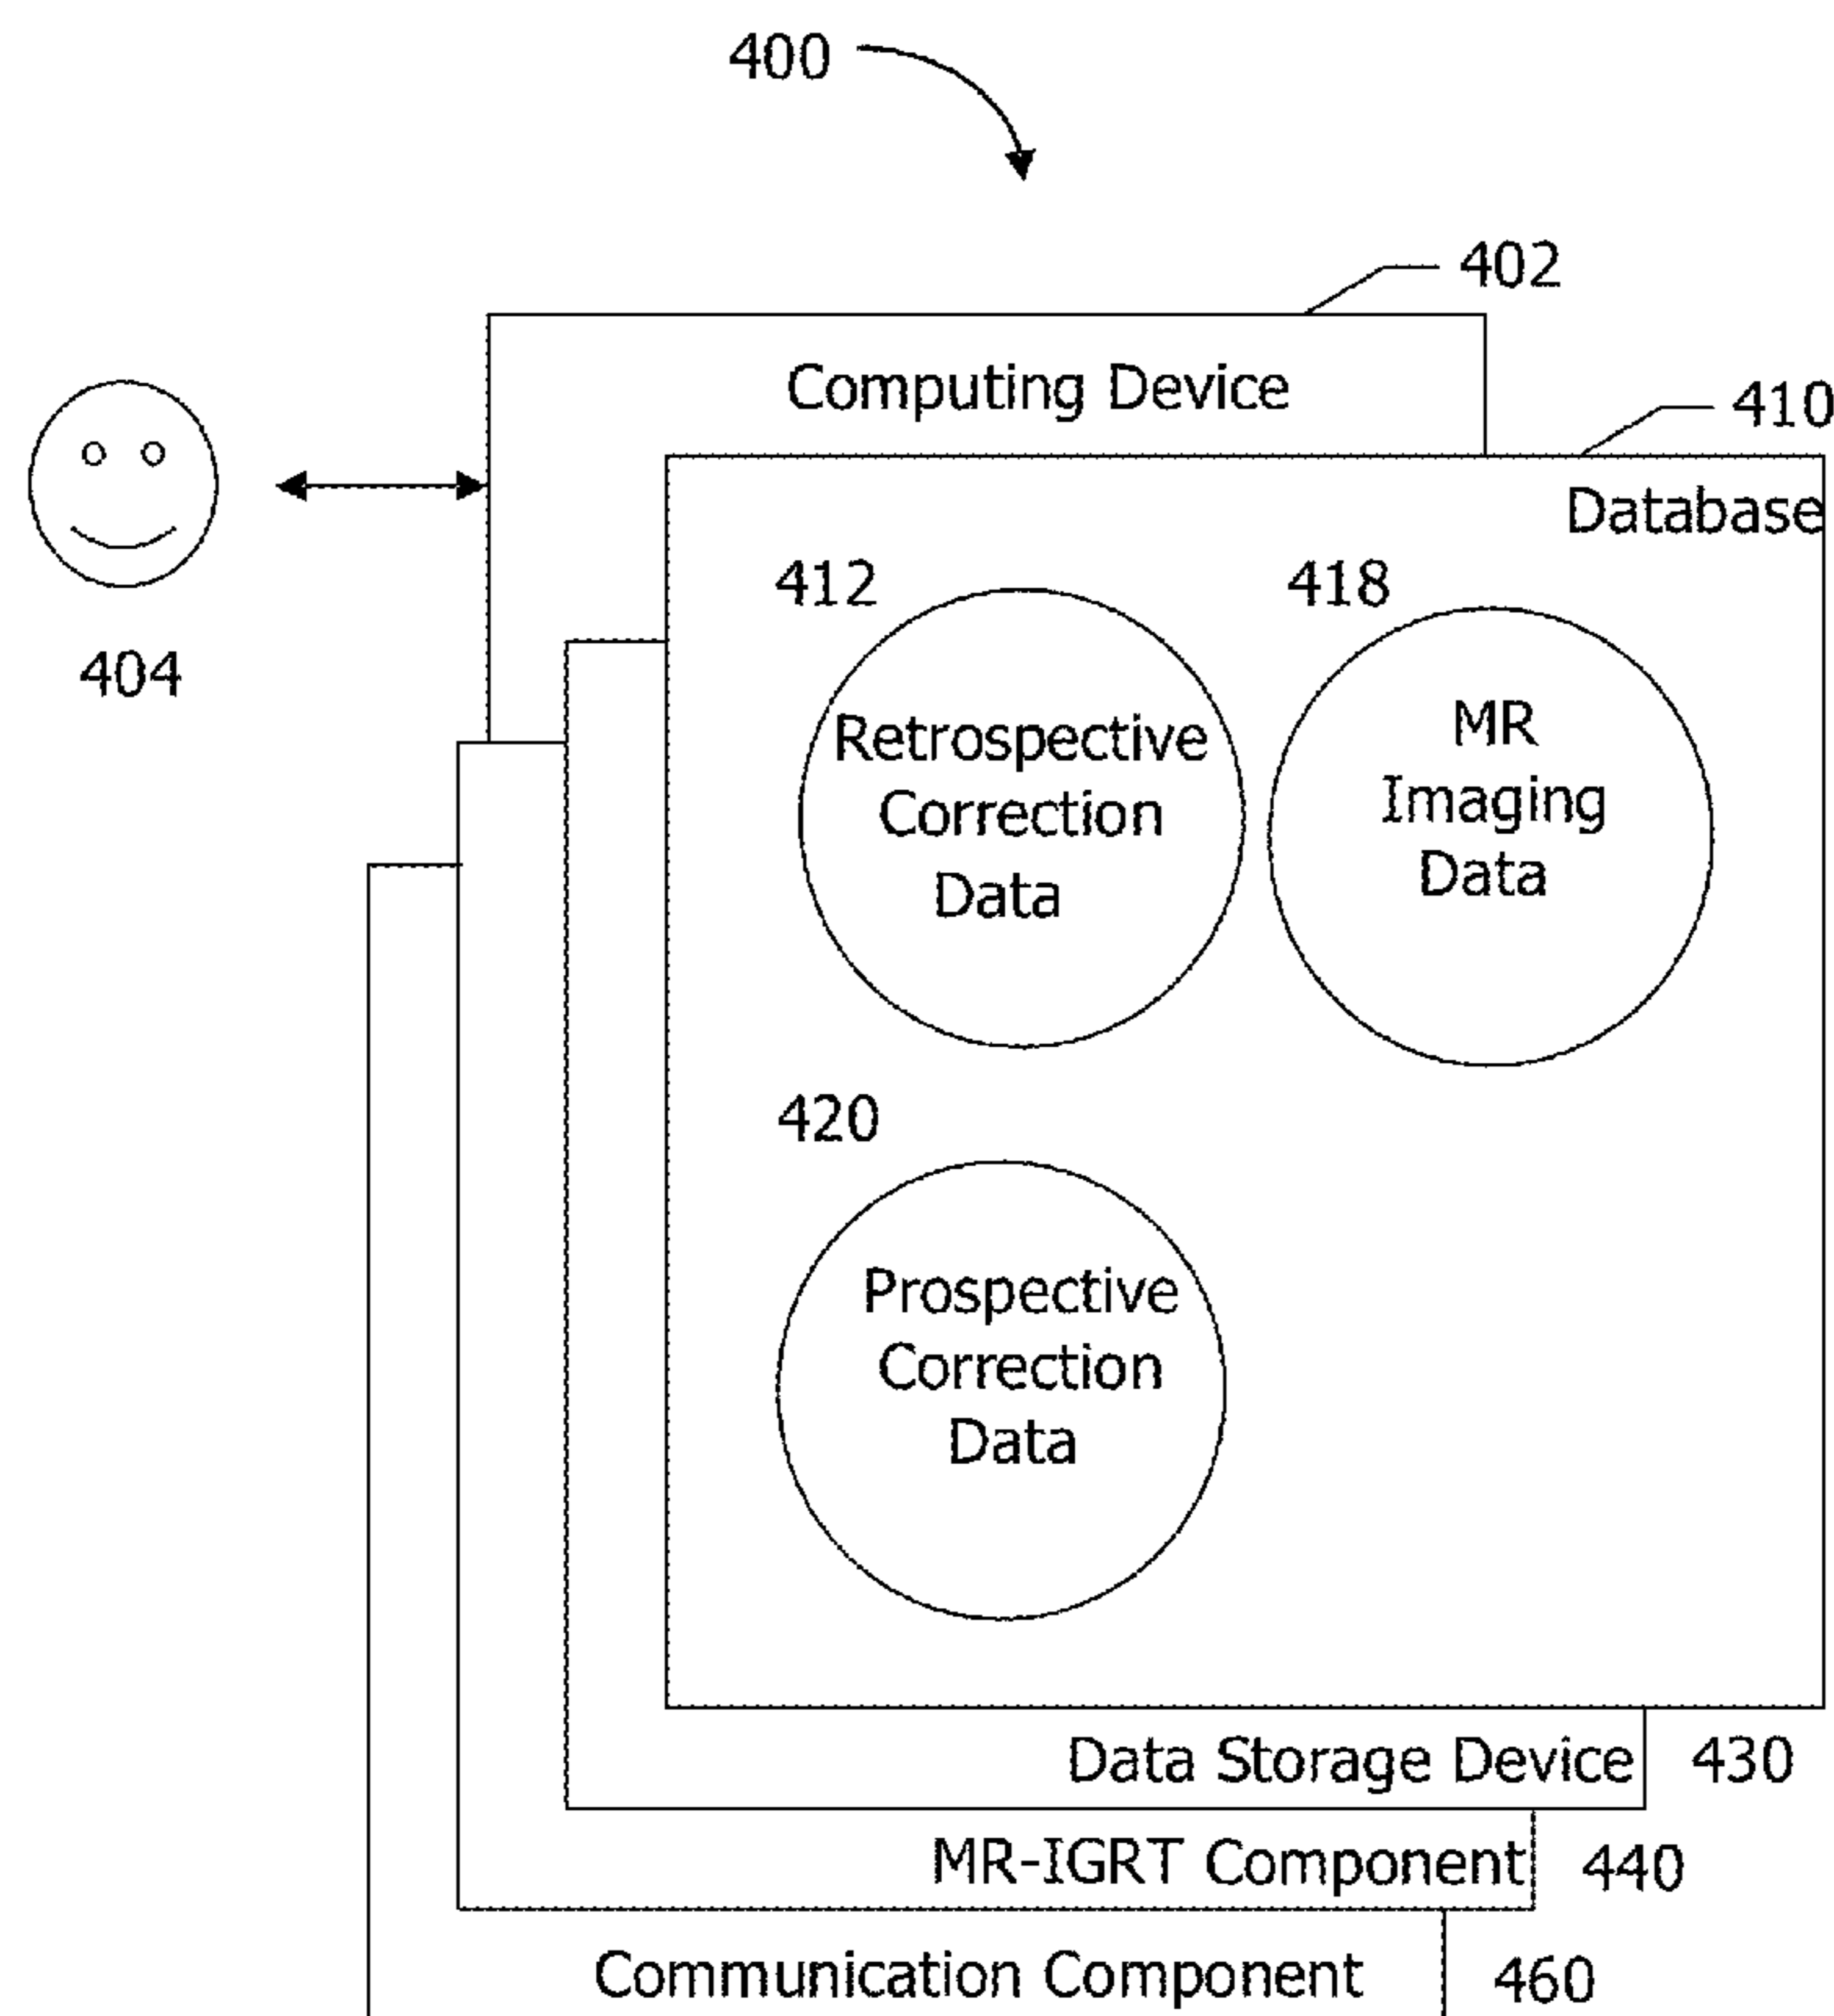 400
402
Computing Device
410
Database
412
418
404
Retrospective
Correction
Data
MR
Imaging
Data
420
Prospective
Correction
Data
Data Storage Device
430
MR-IGRT Component
440
Communication Component
460